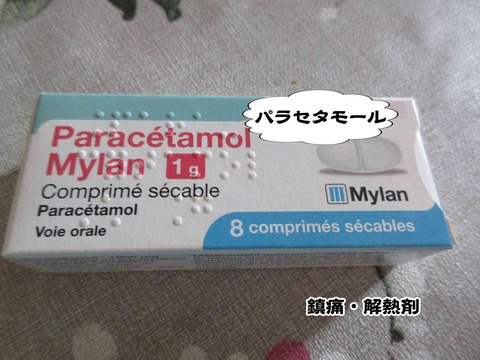 パラセタモール
Paracétamol
Mylan 1 g
Comprimé sécable
Paracétamol
Voie orale
Mylan
8 comprimés sécables
鎮痛・解熱剤